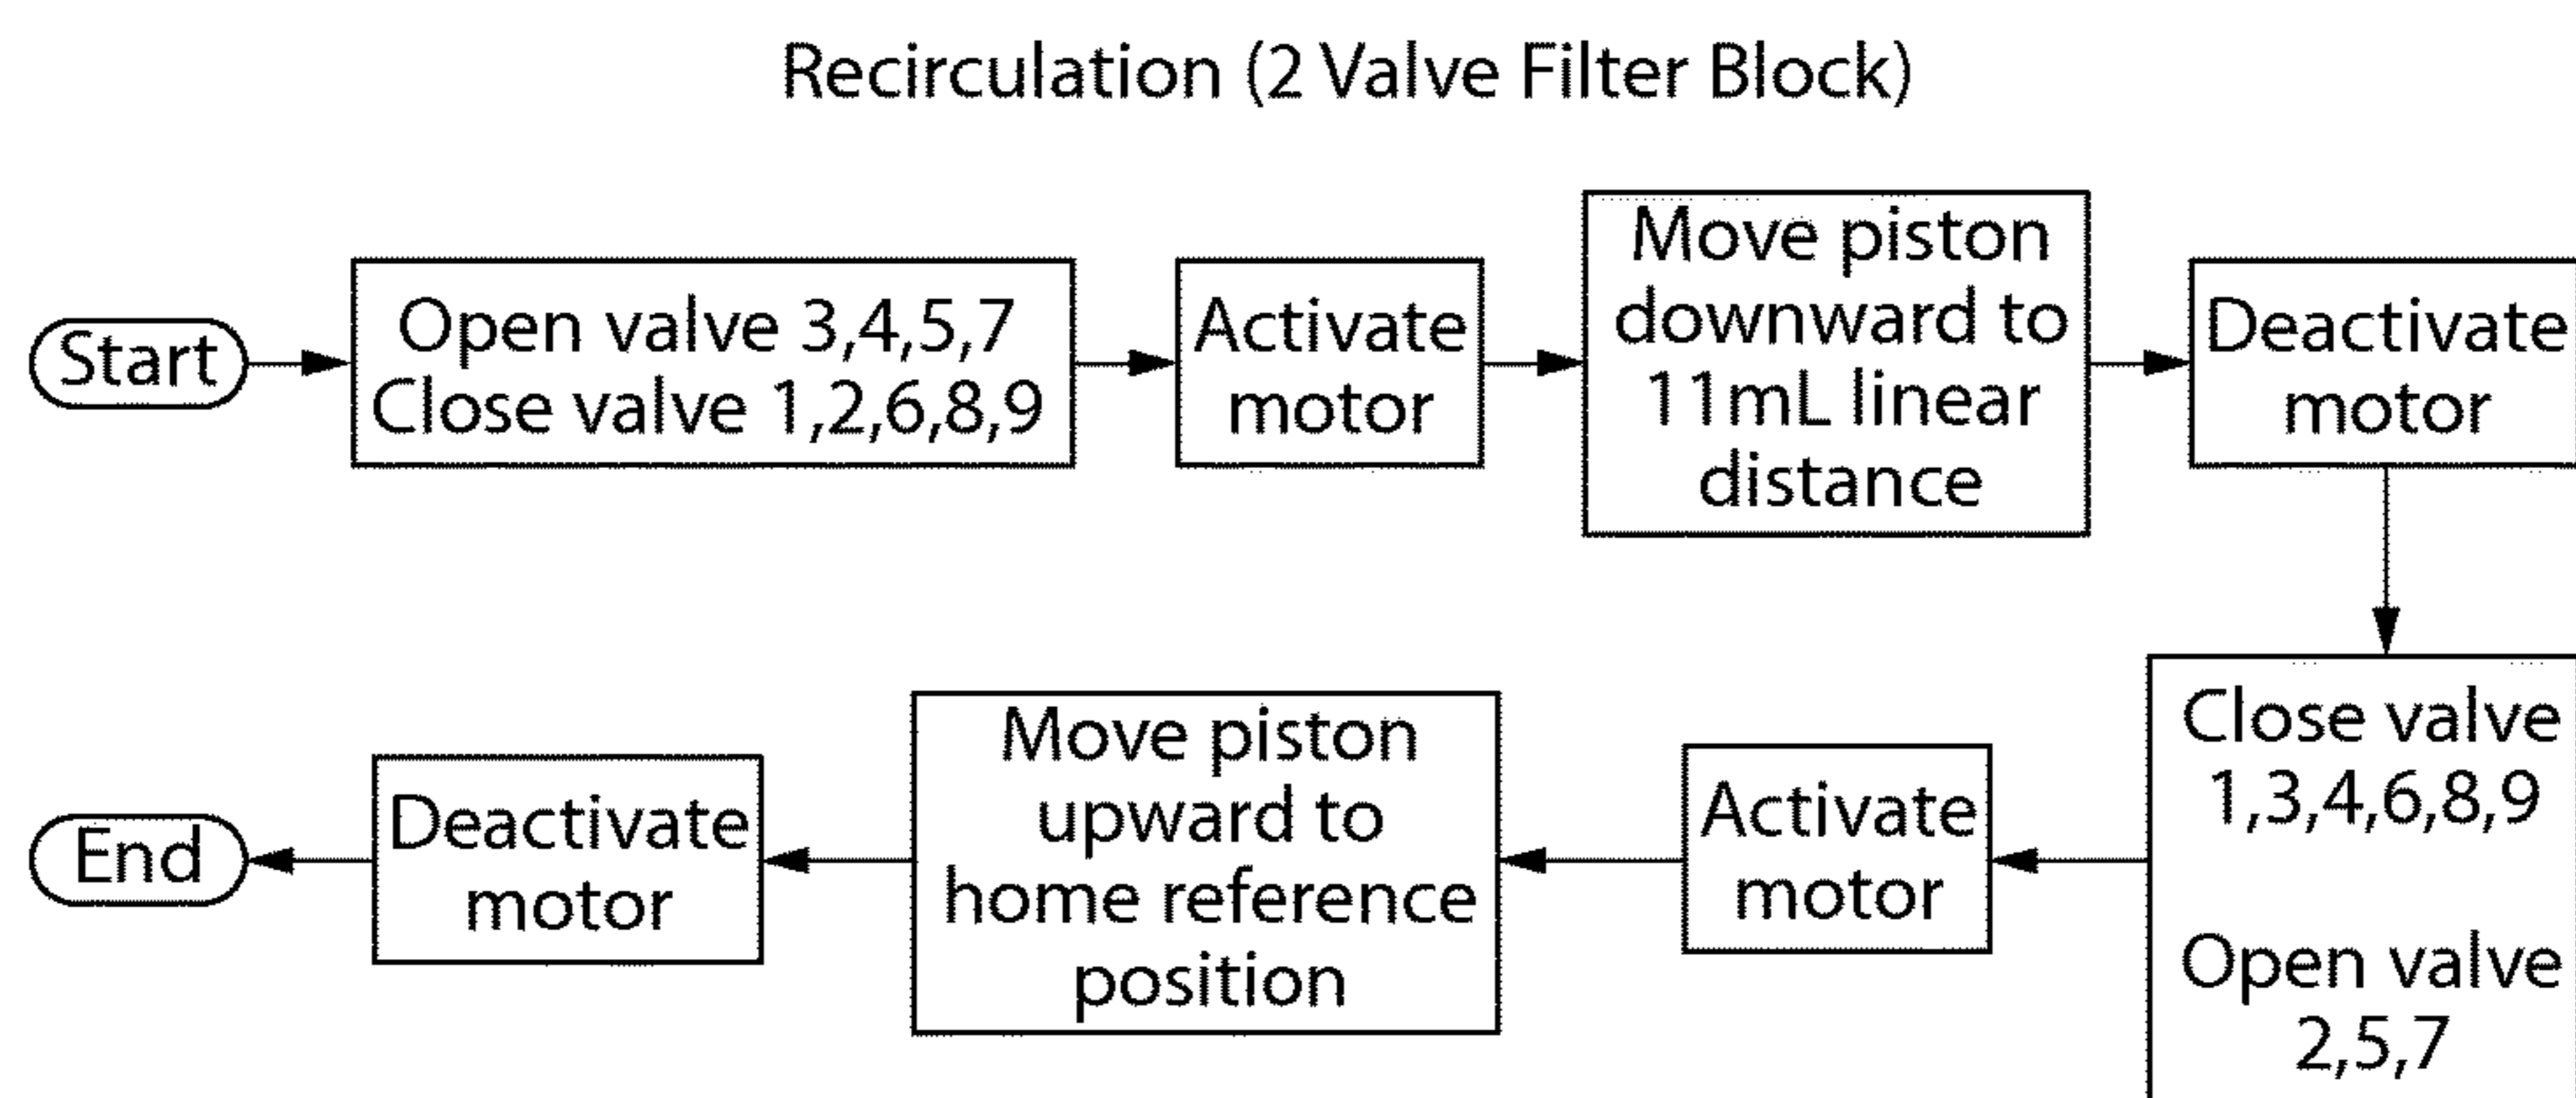 Recirculation (2 Valve Filter Block)
Start
Open valve 3,4,5,7
Close valve 1,2,6,8,9
Activate
motor
Move piston
downward to
11mL linear
distance
Deactivate
motor
Close valve
1,3,4,6,8,9
Open valve
2,5,7
Activate
motor
Move piston
upward to
home reference
position
Deactivate
motor
End